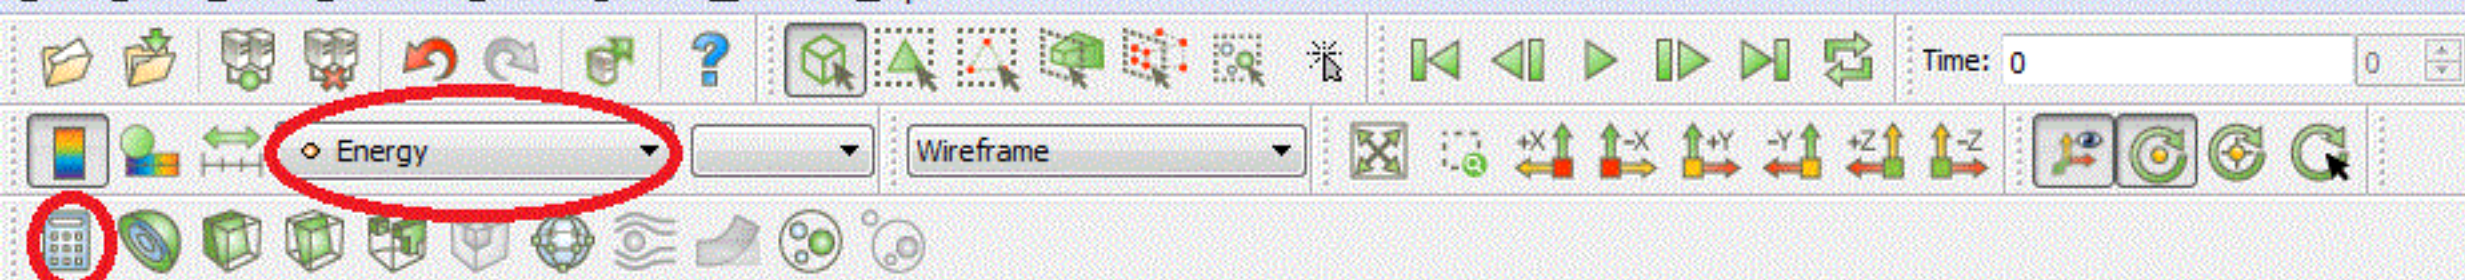 Time: 0 0
Energy Wireframe +X -X +Y -Y +Z -Z